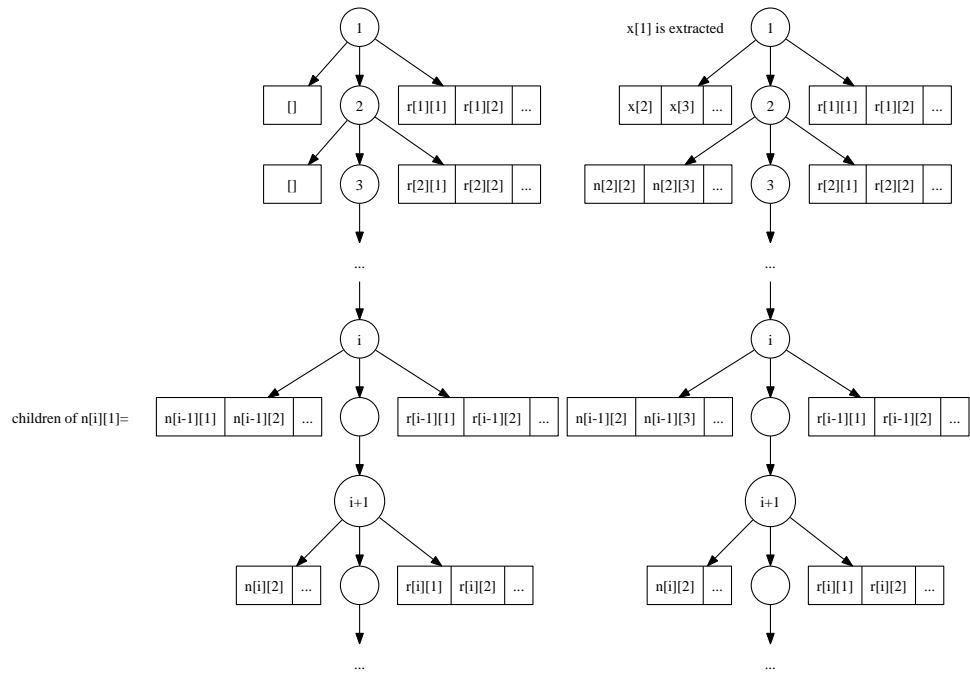 1 x[1] is extracted 1
[] 2 r[1][1] r[1][2] ... x[2] x[3] ... 2 r[1][1] r[1][2] ...
[] 3 r[2][1] r[2][2] ... n[2][2] n[2][3] ... 3 r[2][1] r[2][2] ...
... ...
i i
children of n[i][1]= n[i-1][1] n[i-1][2] ... r[i-1][1] r[i-1][2] ... n[i-1][2] n[i-1][3] ... r[i-1][1] r[i-1][2] ...
i+1 i+1
n[i][2] ... r[i][1] r[i][2] ... n[i][2] ... r[i][1] r[i][2] ...
... ...